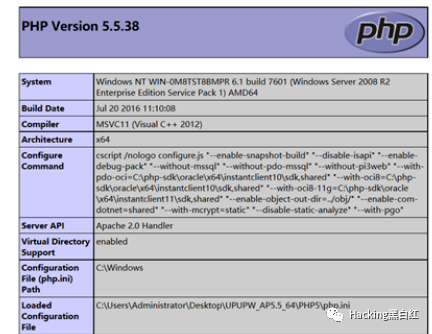 PHP Version 5.5.38
php
System
Windows NT WIN-0M8TST8BMPR 6.1 build 7601 (Windows Server 2008 R2
Enterprise Edition Service Pack 1) AMD64
Build Date
Jul 20 2016 11:10:08
Compiler
MSVC11 (Visual C++ 2012)
Architecture
x64
Configure
Command
cscript /nologo configure.js "--enable-snapshot-build" "--disable-isapi" "--enable-
debug-pack" "--without-mssql" "--without-pdo-mssql" "--without-pi3web" "--with-
pdo-oci=C:\php-sdk\oracle\x64\instantclient10\sdk,shared" "--with-oci8=C:\php-
sdk\oracle\x64\instantclient10\sdk,shared" "--with-oci8-11g=C:\php-sdk\oracle
\x64\instantclient11\sdk,shared" "--enable-object-out-dir=../obj/" "--enable-com-
dotnet=shared" "--with-mcrypt=static" "--disable-static-analyze" "--with-pgo"
Server API
Apache 2.0 Handler
Virtual Directory
Support
enabled
Configuration
File (php.ini)
Path
C:\Windows
Loaded
Configuration
File
C:\Users\Administrator\Desktop\UPUPW_AP5.5_64\PHP5\php.ini
Hacking黑白红